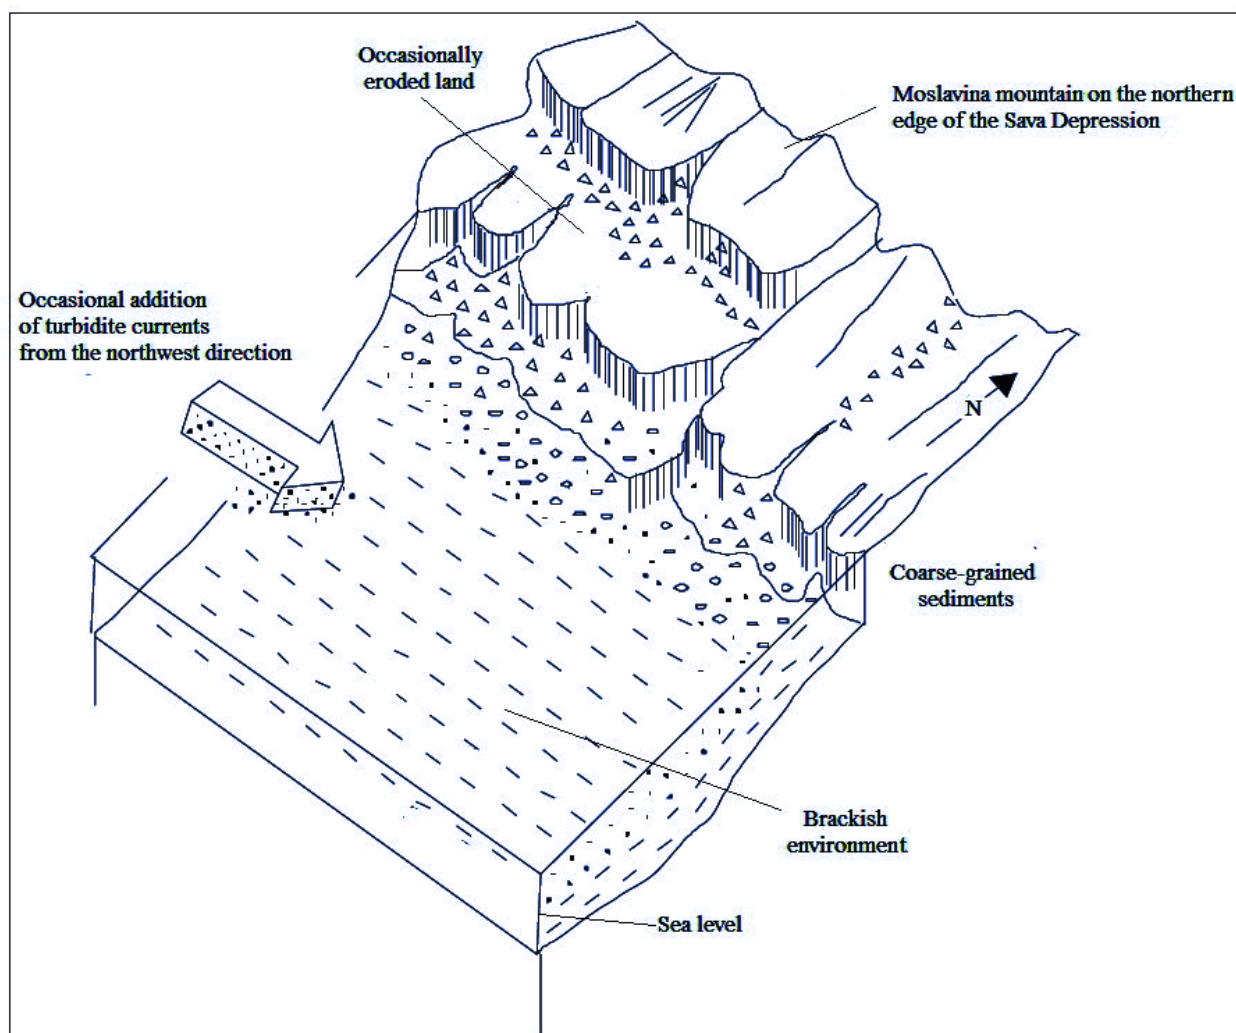 Occasionally
eroded land
Moslavina mountain on the northern
edge of the Sava Depression
Occasional addition
of turbidite currents
from the northwest direction
N
Coarse-grained
sediments
Brackish
environment
Sea level